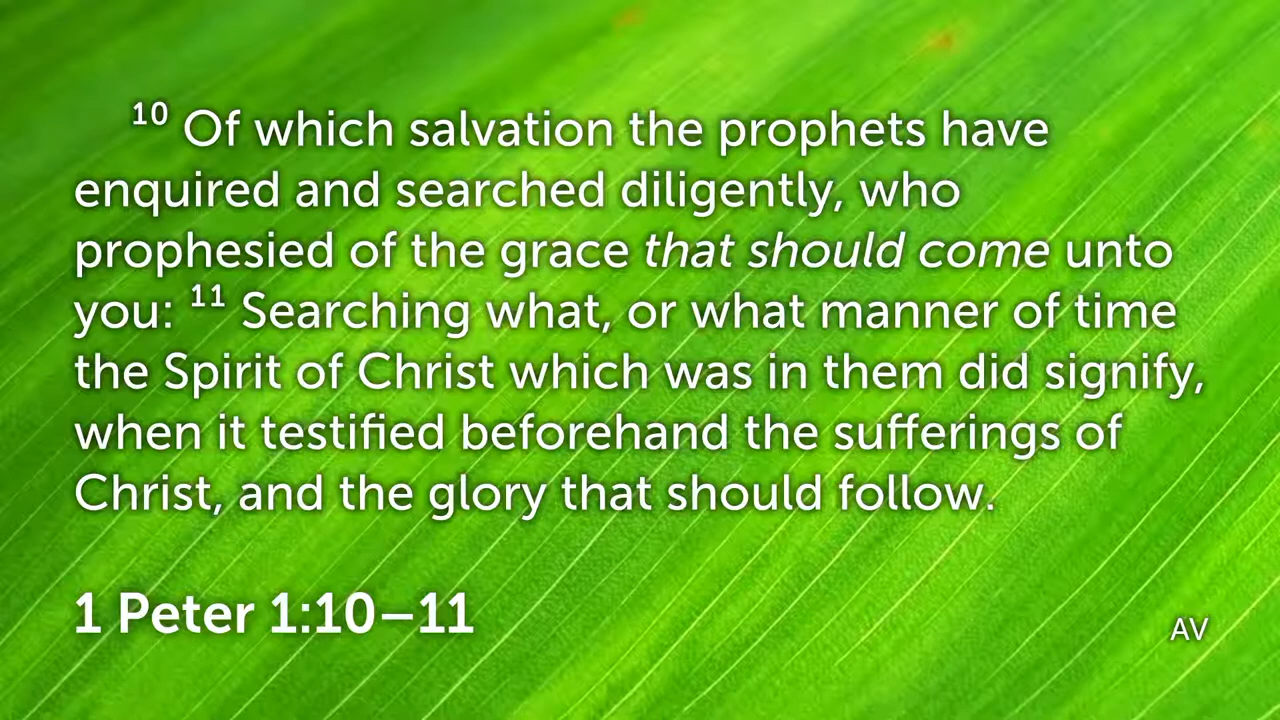 10 Of which salvation the prophets have
enquired and searched diligently, who
prophesied of the grace that should come unto
you: 11 Searching what, or what manner of time
the Spirit of Christ which was in them did signify,
when it testified beforehand the sufferings of
Christ, and the glory that should follow.
1 Peter 1:10–11
AV